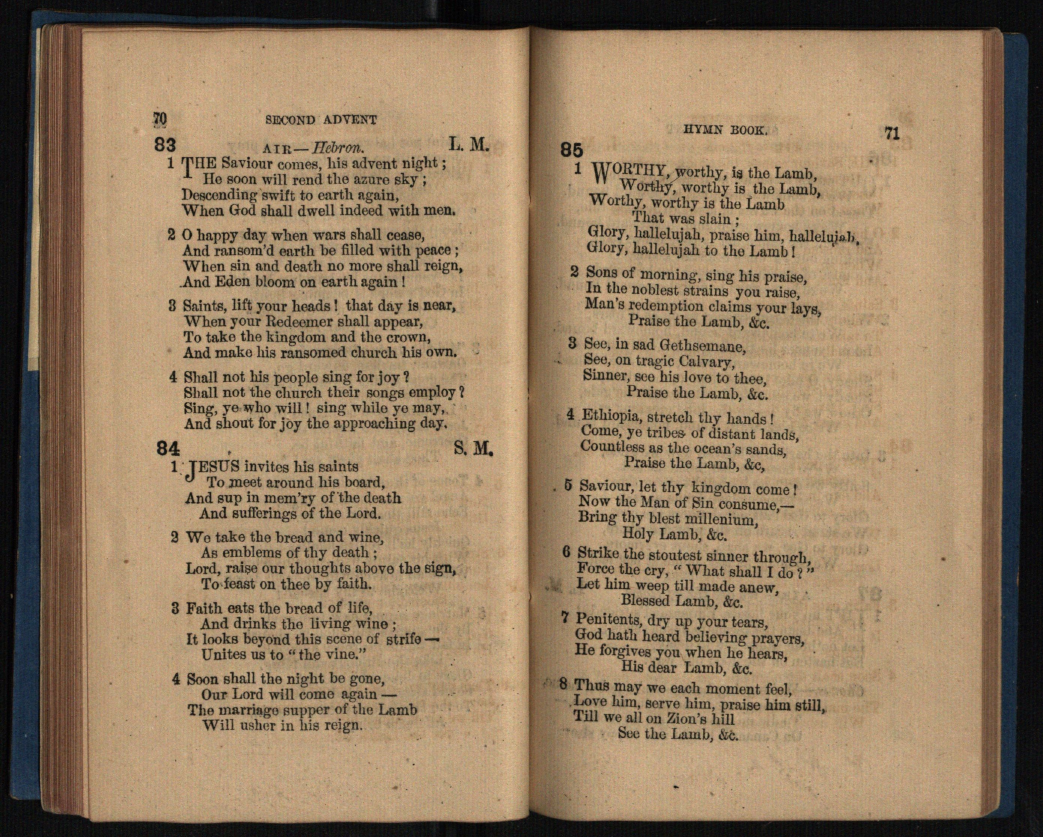 70
SECOND ADVENT
83 AIR—Hebron. L. M.
1 THE Saviour comes, his advent night;
He soon will rend the azure sky;
Descending swift to earth again,
When God shall dwell indeed with men.
2 O happy day when wars shall cease,
And ransom'd earth be filled with peace;
When sin and death no more shall reign,
And Eden bloom on earth again!
3 Saints, lift your heads! that day is near,
When your Redeemer shall appear,
To take the kingdom and the crown,
And make his ransomed church his own.
4 Shall not his people sing for joy?
Shall not the church their songs employ?
Sing, ye who will! sing while ye may,
And shout for joy the approaching day.
84 S. M.
1 JESUS invites his saints
To meet around his board,
And sup in mem'ry of the death
And sufferings of the Lord.
2 We take the bread and wine,
As emblems of thy death;
Lord, raise our thoughts above the sign,
To feast on thee by faith.
3 Faith eats the bread of life,
And drinks the living wine;
It looks beyond this scene of strife—
Unites us to "the vine."
4 Soon shall the night be gone,
Our Lord will come again—
The marriage supper of the Lamb
Will usher in his reign.
HYMN BOOK.
71
85
1 WORTHY, worthy, is the Lamb,
Worthy, worthy is the Lamb,
Worthy, worthy is the Lamb
That was slain;
Glory, hallelujah, praise him, hallelujah,
Glory, hallelujah to the Lamb!
2 Sons of morning, sing his praise,
In the noblest strains you raise,
Man's redemption claims your lays,
Praise the Lamb, &c.
3 See, in sad Gethsemane,
See, on tragic Calvary,
Sinner, see his love to thee,
Praise the Lamb, &c.
4 Ethiopia, stretch thy hands!
Come, ye tribes of distant lands,
Countless as the ocean's sands,
Praise the Lamb, &c,
5 Saviour, let thy kingdom come!
Now the Man of Sin consume,—
Bring thy blest millenium,
Holy Lamb, &c.
6 Strike the stoutest sinner through,
Force the cry, "What shall I do?"
Let him weep till made anew,
Blessed Lamb, &c.
7 Penitents, dry up your tears,
God hath heard believing prayers,
He forgives you when he hears,
His dear Lamb, &c.
8 Thus may we each moment feel,
Love him, serve him, praise him still,
Till we all on Zion's hill
See the Lamb, &c.